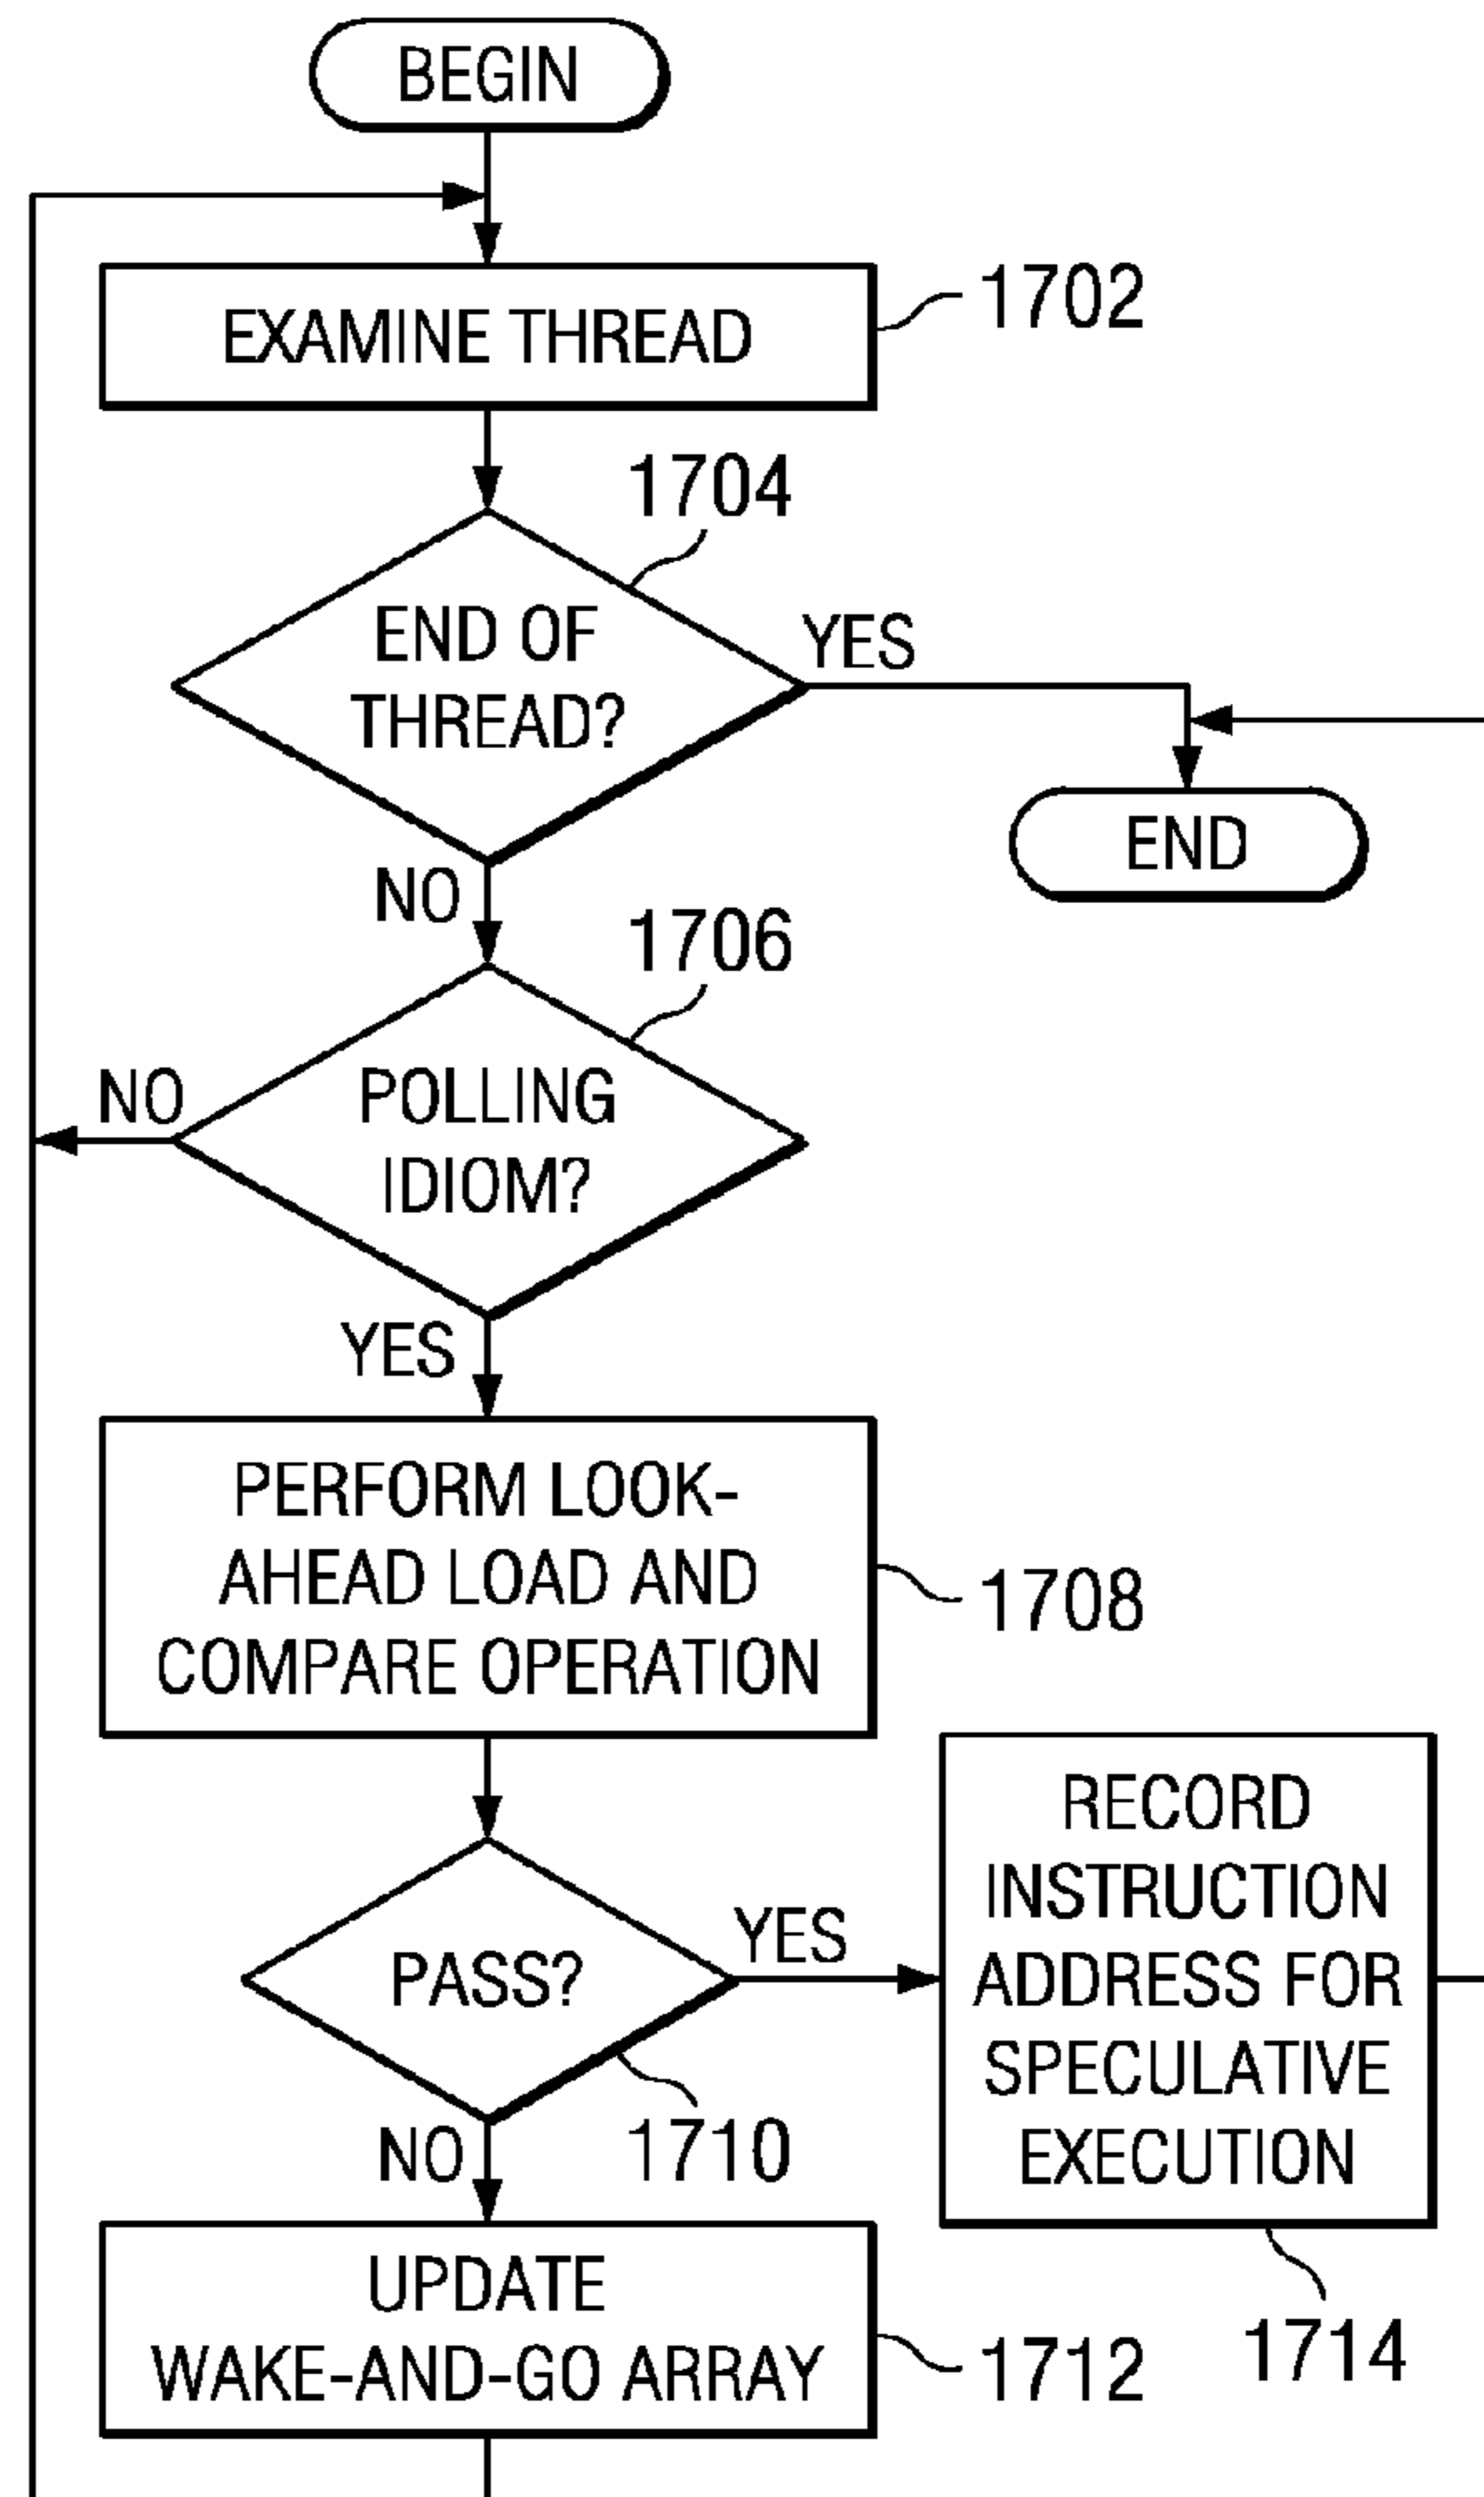 BEGIN
EXAMINE THREAD
1702
1704
END OF
THREAD?
YES
END
NO
1706
POLLING
IDIOM?
NO
YES
PERFORM LOOK-
AHEAD LOAD AND
COMPARE OPERATION
1708
PASS?
YES
RECORD
INSTRUCTION
ADDRESS FOR
SPECULATIVE
EXECUTION
NO
1710
UPDATE
WAKE-AND-GO ARRAY
1712
1714